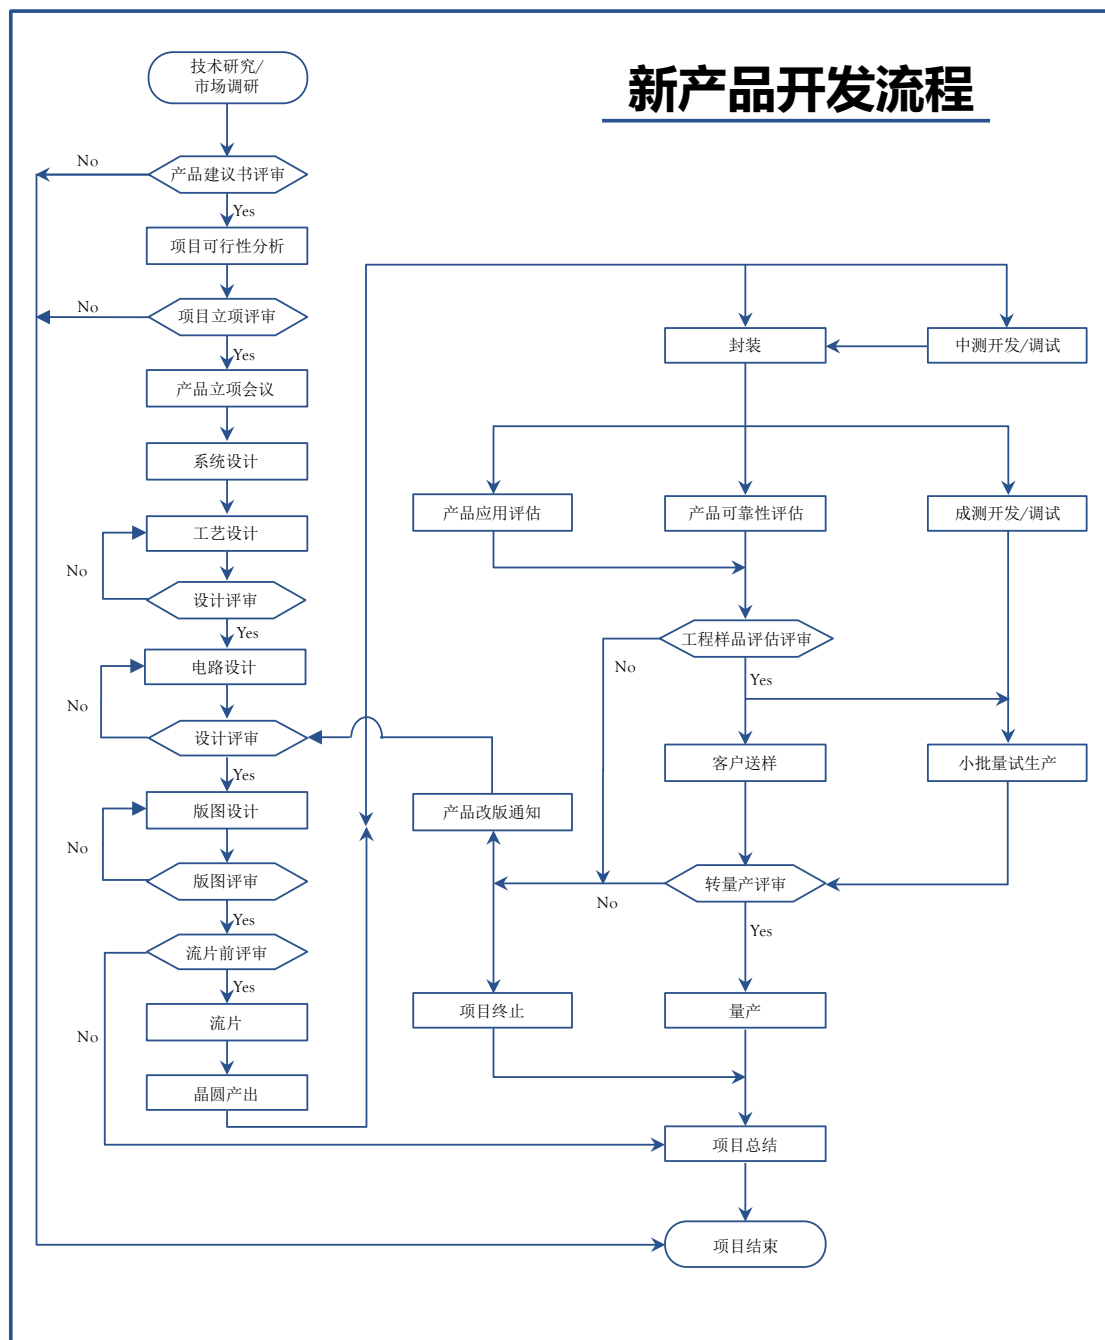 新产品开发流程
技术研究/
市场调研
No
产品建议书评审
Yes
项目可行性分析
No
项目立项评审
Yes
产品立项会议
系统设计
工艺设计
No
设计评审
Yes
电路设计
No
设计评审
Yes
版图设计
No
版图评审
Yes
流片前评审
Yes
No
流片
晶圆产出
封装
中测开发/调试
产品应用评估
产品可靠性评估
成测开发/调试
工程样品评估评审
No
Yes
客户送样
小批量试生产
产品改版通知
转量产评审
No
Yes
项目终止
量产
项目总结
项目结束